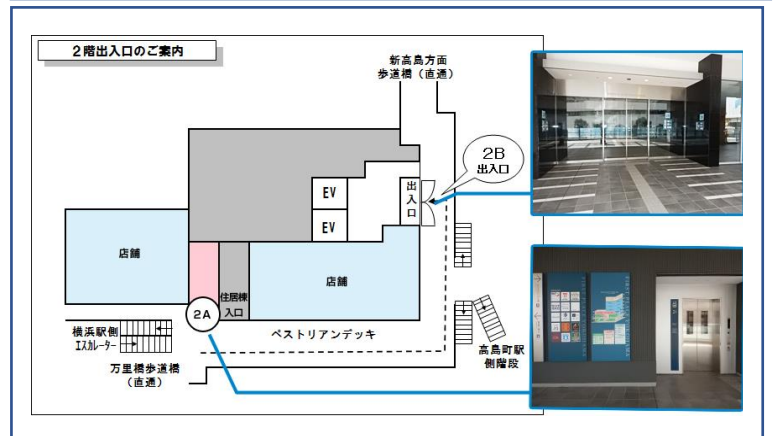 2階出入口のご案内
新高島方面
歩道橋（直通）
2B
出入口
EV
EV
出入口
店舗
店舗
住居棟
入口
2A
横浜駅側
エスカレーター
ペストリアンデッキ
高島町駅
側階段
万里橋歩道橋
（直通）